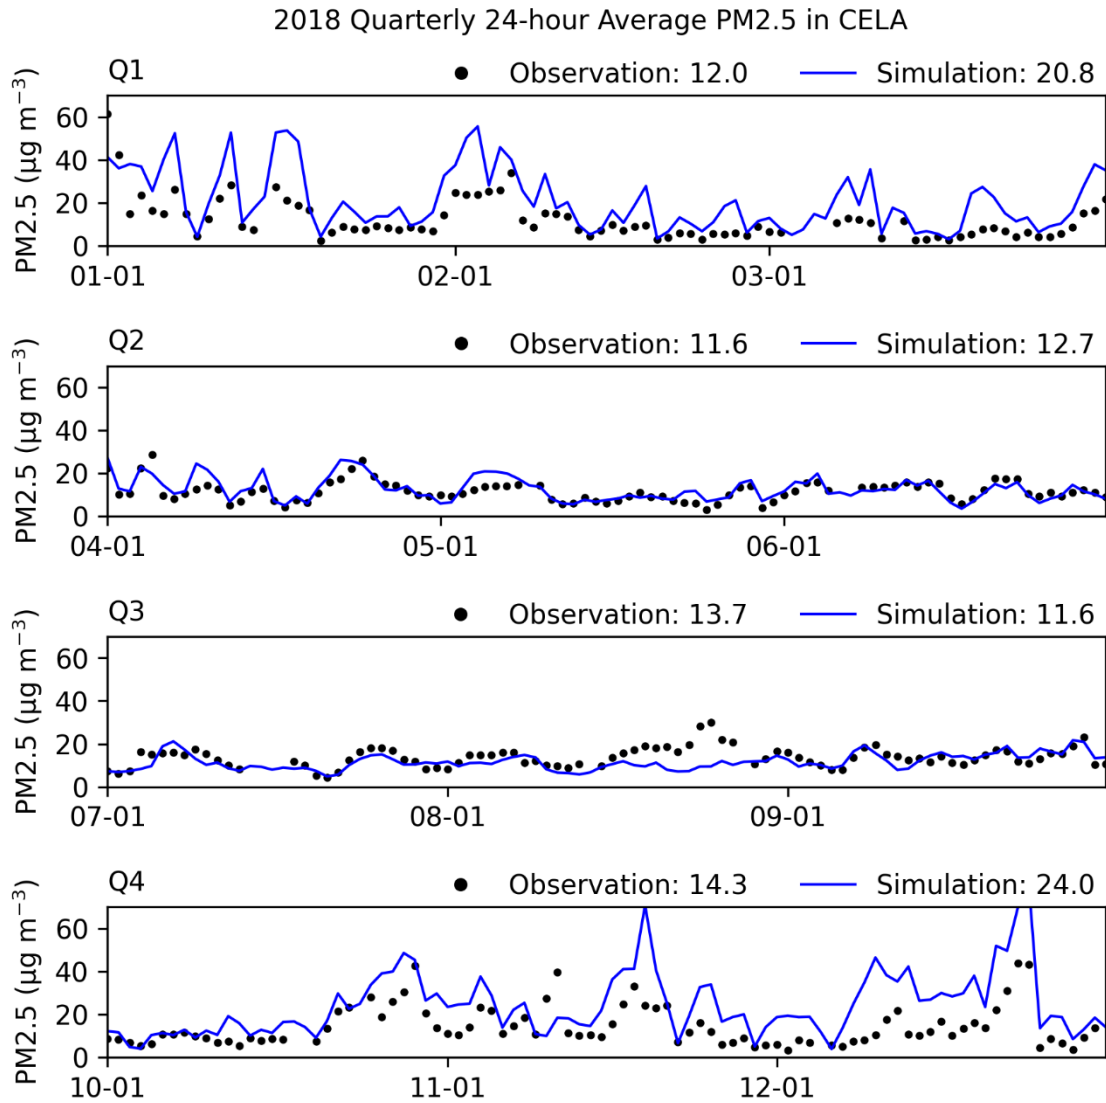 2018 Quarterly 24-hour Average PM2.5 in CELA
Q1 Observation: 12.0 Simulation: 20.8
PM2.5 (μg m⁻³)
60
40
20
0
01-01 02-01 03-01
Q2 Observation: 11.6 Simulation: 12.7
PM2.5 (μg m⁻³)
60
40
20
0
04-01 05-01 06-01
Q3 Observation: 13.7 Simulation: 11.6
PM2.5 (μg m⁻³)
60
40
20
0
07-01 08-01 09-01
Q4 Observation: 14.3 Simulation: 24.0
PM2.5 (μg m⁻³)
60
40
20
0
10-01 11-01 12-01